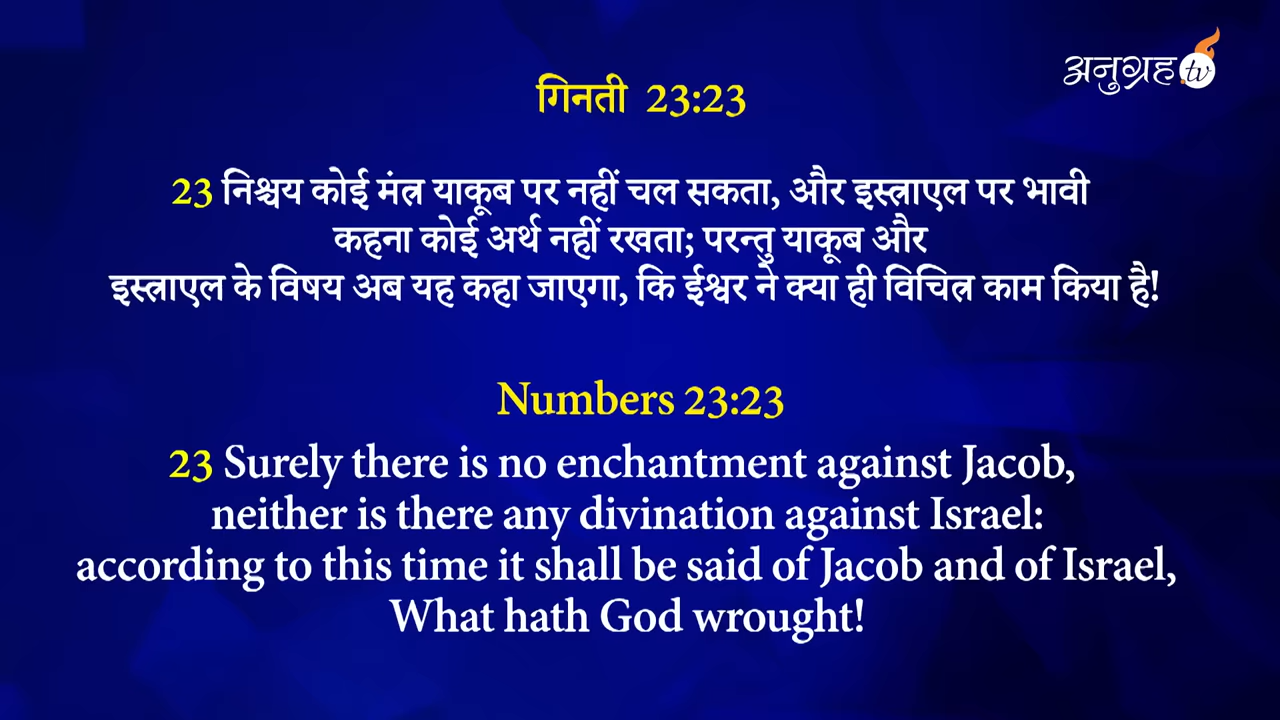 अनुग्रह.tv
गिनती 23:23
23 निश्चय कोई मंत्र याकूब पर नहीं चल सकता, और इस्त्राएल पर भावी
कहना कोई अर्थ नहीं रखता; परन्तु याकूब और
इस्त्राएल के विषय अब यह कहा जाएगा, कि ईश्वर ने क्या ही विचित्र काम किया है!
Numbers 23:23
23 Surely there is no enchantment against Jacob,
neither is there any divination against Israel:
according to this time it shall be said of Jacob and of Israel,
What hath God wrought!